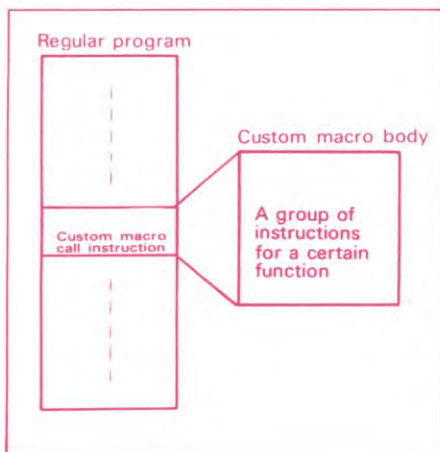 Regular program
Custom macro
call instruction
Custom macro body
A group of
instructions
for a certain
function